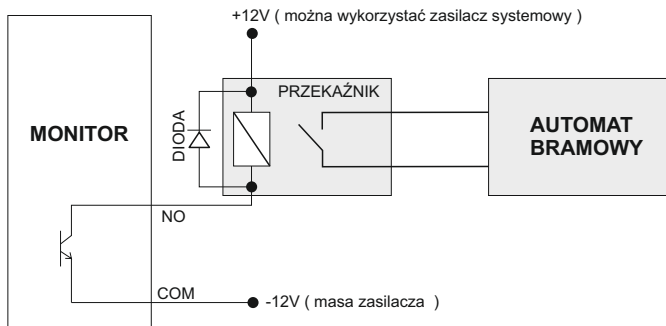 +12V ( można wykorzystać zasilacz systemowy )
PRZEKAŹNIK
MONITOR
DIODA
AUTOMAT
BRAMOWY
NO
COM
-12V ( masa zasilacza )